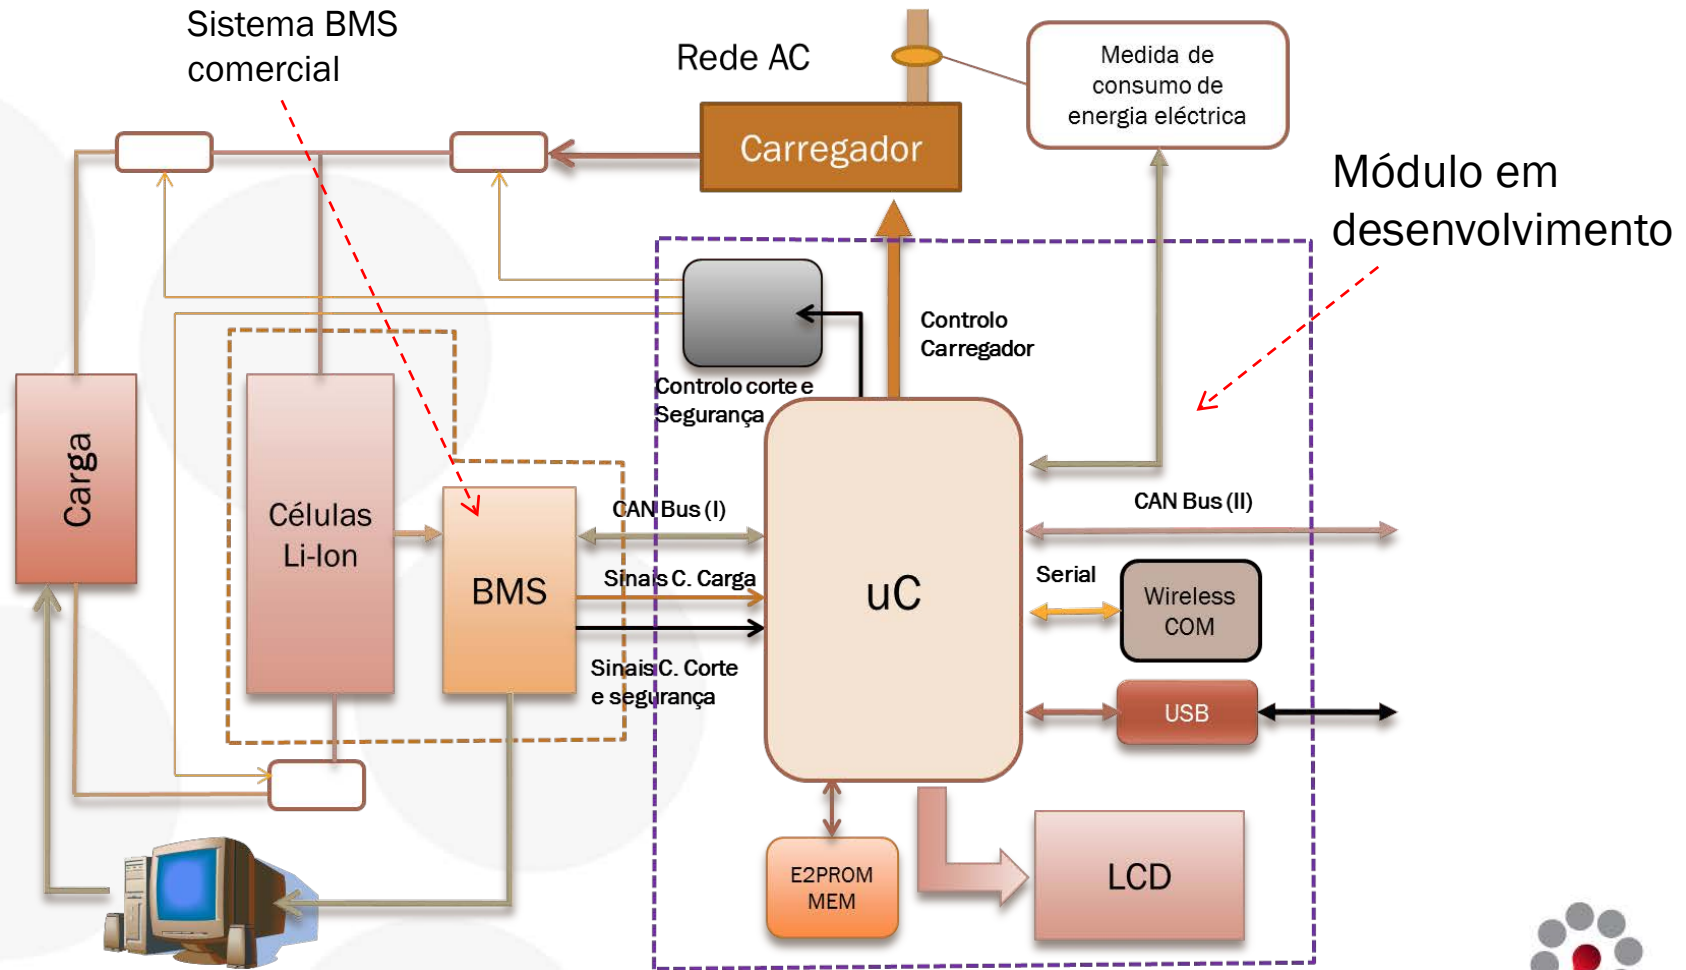 Sistema BMS
comercial
Rede AC
Medida de
consumo de
energia eléctrica
Carregador
Módulo em
desenvolvimento
Controlo
Carregador
Controlo corte e
Segurança
Carga
Células
Li-Ion
BMS
CAN Bus (I)
Sinais C. Carga
Sinais C. Corte
e segurança
uC
CAN Bus (II)
Serial
Wireless
COM
USB
E2PROM
MEM
LCD